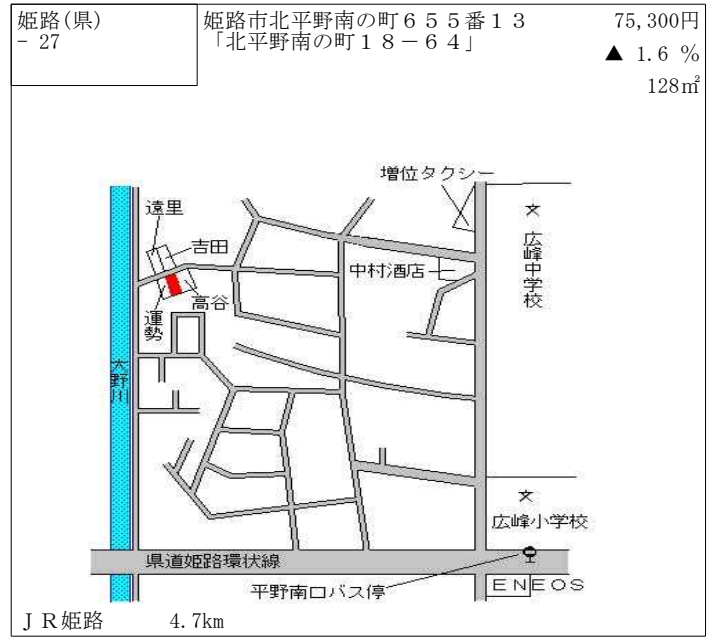 姫路(県)
- 27
姫路市北平野南の町６５５番１３
「北平野南の町１８－６４」
75,300円
▲ 1.6 %
128㎡
増位タクシー
遠里
吉田
文
広峰中学校
中村酒店
高谷
運勢
大野川
文
広峰小学校
県道姫路環状線
平野南口バス停
ＥＮＥＯＳ
ＪＲ姫路 4.7km